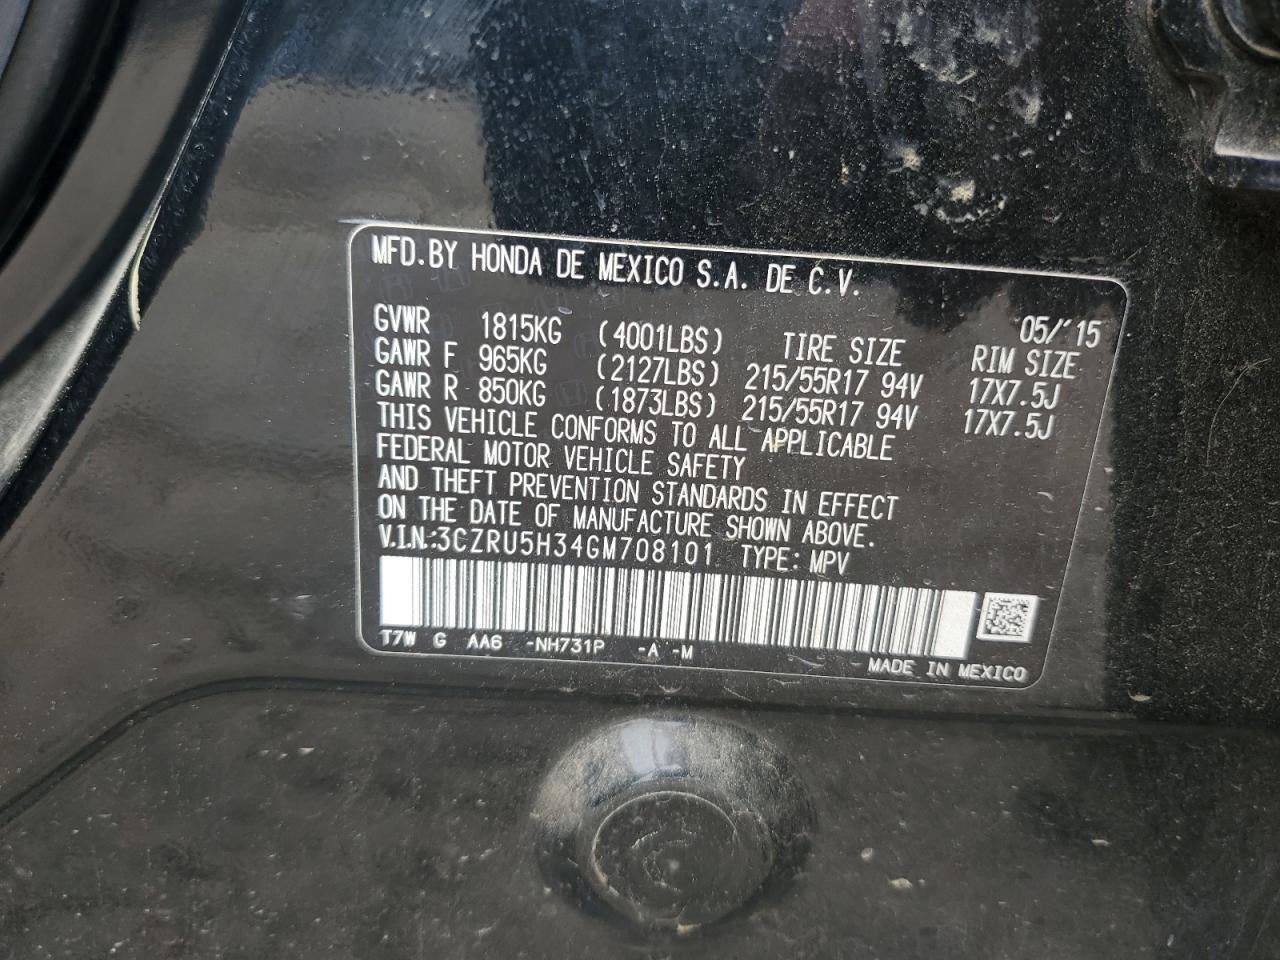 MFD.BY HONDA DE MEXICO S.A. DE C.V.
05/'15
GVWR 1815KG (4001LBS) TIRE SIZE RIM SIZE
GAWR F 965KG (2127LBS) 215/55R17 94V 17X7.5J
GAWR R 850KG (1873LBS) 215/55R17 94V 17X7.5J
THIS VEHICLE CONFORMS TO ALL APPLICABLE
FEDERAL MOTOR VEHICLE SAFETY
AND THEFT PREVENTION STANDARDS IN EFFECT
ON THE DATE OF MANUFACTURE SHOWN ABOVE.
V.I.N.:3CZRU5H34GM708101 TYPE: MPV
T7W G AA6 -NH731P -A -M
MADE IN MEXICO